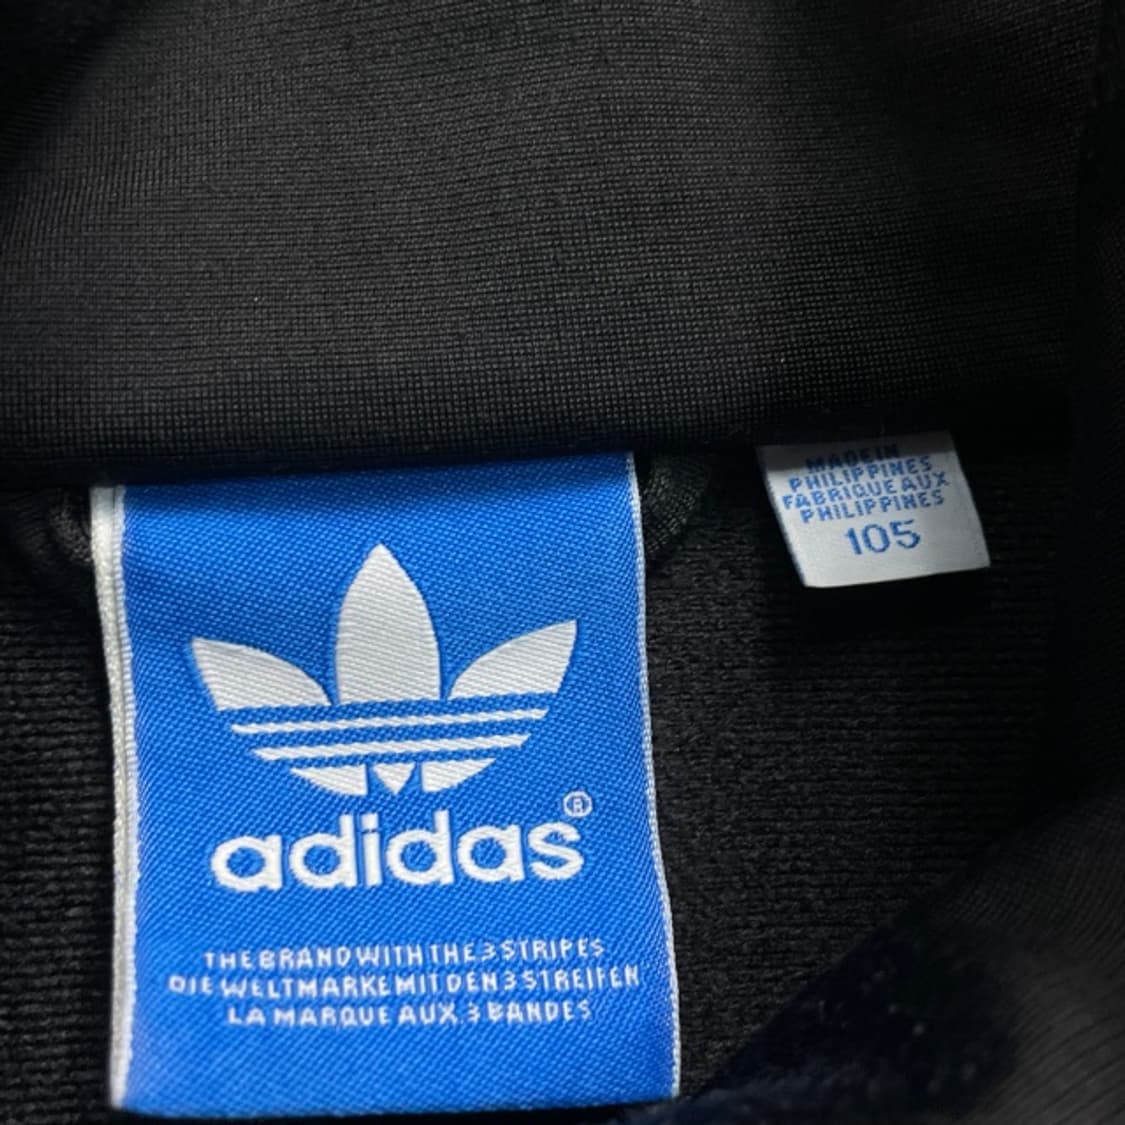 MADE IN
PHILIPPINES
FABRIQUE AUX
PHILIPPINES
105
adidas®
THE BRAND WITH THE 3 STRIPES
DIE WELTMARKE MIT DEN 3 STREIFEN
LA MARQUE AUX 3 BANDES